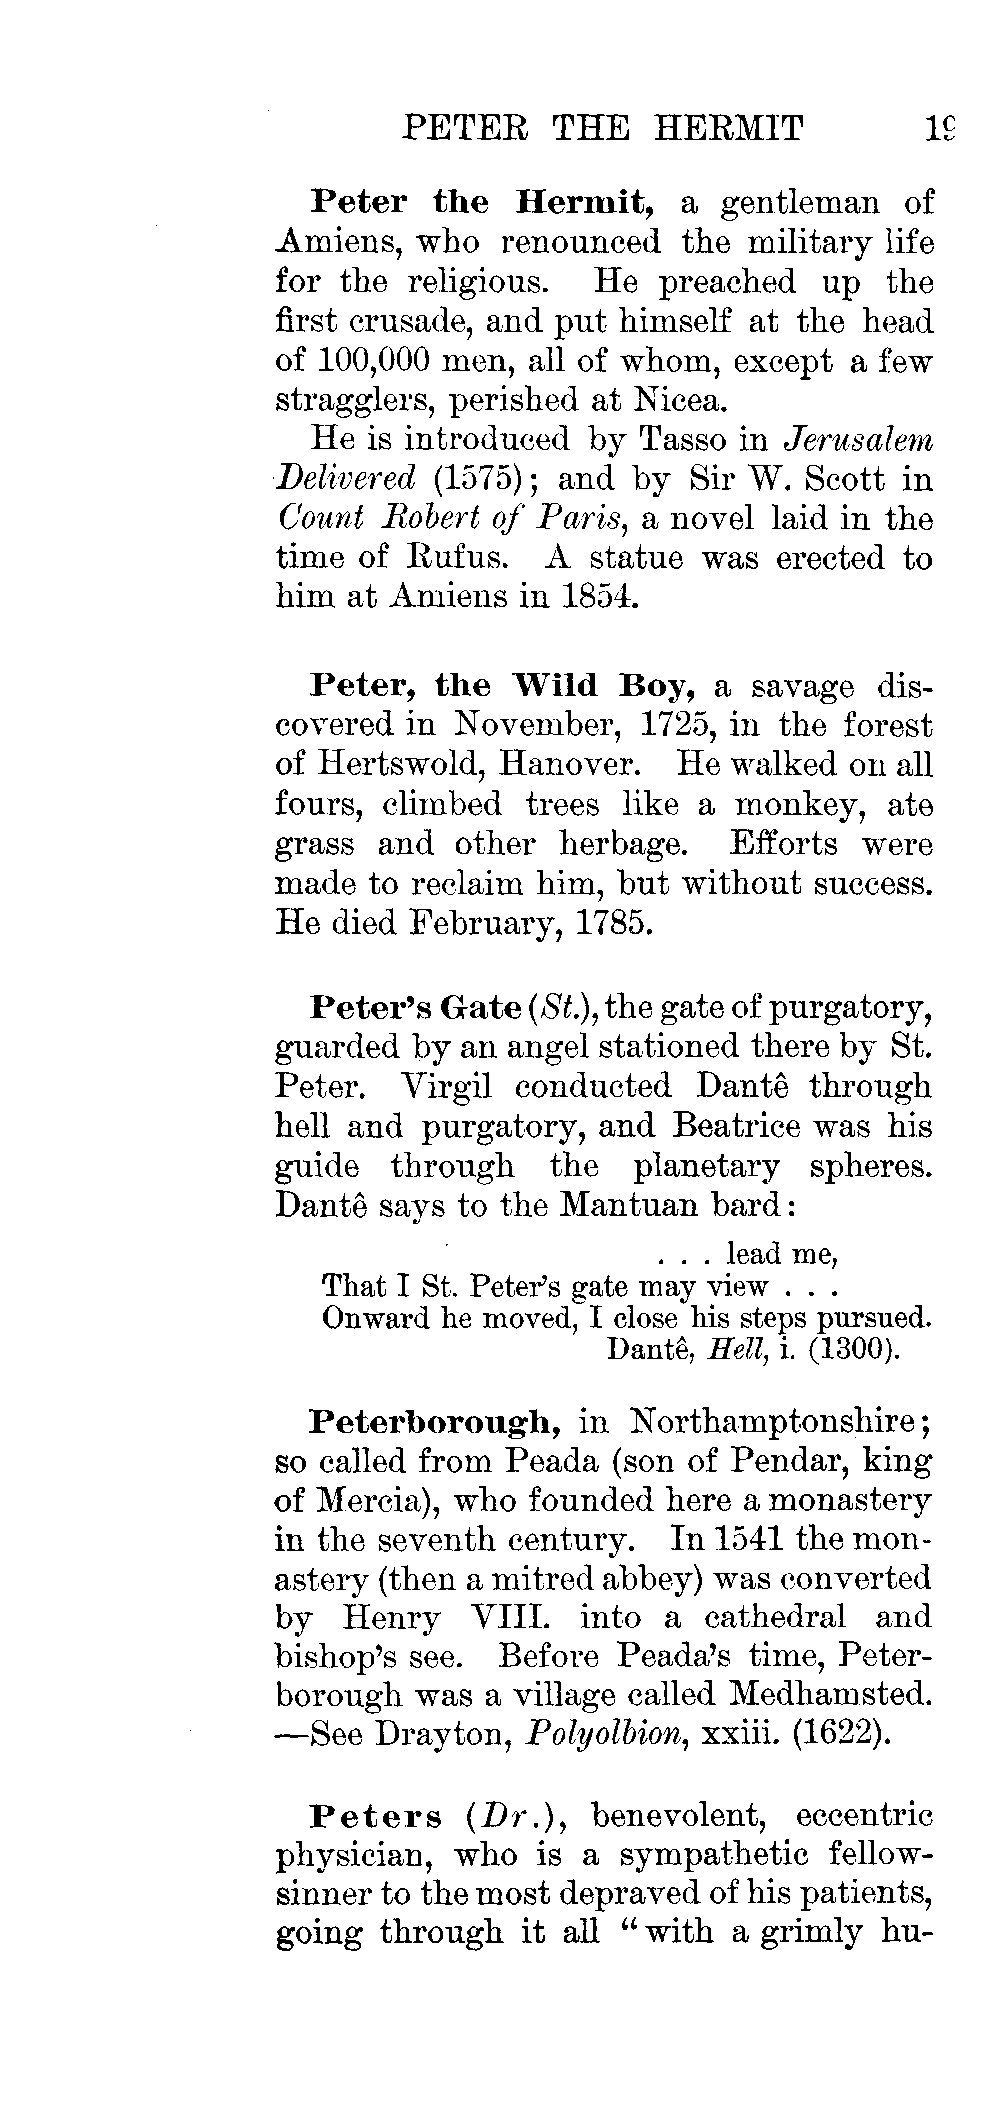 PETER THE HERMIT 19
Peter the Hermit, a gentleman of
Amiens, who renounced the military life
for the religious. He preached up the
first crusade, and put himself at the head
of 100,000 men, all of whom, except a few
stragglers, perished at Nicea.
He is introduced by Tasso in Jerusalem
Delivered (1575); and by Sir W. Scott in
Count Robert of Paris, a novel laid in the
time of Rufus. A statue was erected to
him at Amiens in 1854.
Peter, the Wild Boy, a savage dis-
covered in November, 1725, in the forest
of Hertswold, Hanover. He walked on all
fours, climbed trees like a monkey, ate
grass and other herbage. Efforts were
made to reclaim him, but without success.
He died February, 1785.
Peter's Gate (St.), the gate of purgatory,
guarded by an angel stationed there by St.
Peter. Virgil conducted Dantê through
hell and purgatory, and Beatrice was his
guide through the planetary spheres.
Dantê says to the Mantuan bard:
. . . lead me,
That I St. Peter's gate may view . . .
Onward he moved, I close his steps pursued.
Dantê, Hell, i. (1300).
Peterborough, in Northamptonshire;
so called from Peada (son of Pendar, king
of Mercia), who founded here a monastery
in the seventh century. In 1541 the mon-
astery (then a mitred abbey) was converted
by Henry VIII. into a cathedral and
bishop's see. Before Peada's time, Peter-
borough was a village called Medhamsted.
—See Drayton, Polyolbion, xxiii. (1622).
Peters (Dr.), benevolent, eccentric
physician, who is a sympathetic fellow-
sinner to the most depraved of his patients,
going through it all "with a grimly hu-